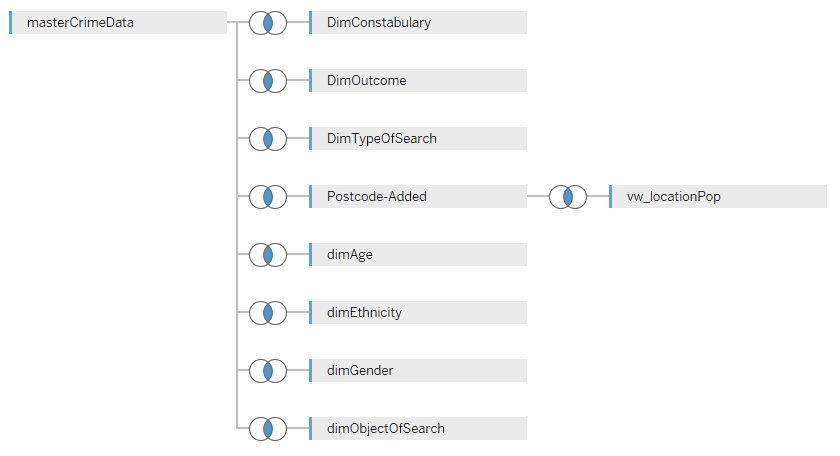 masterCrimeData
DimConstabulary
DimOutcome
DimTypeOfSearch
Postcode-Added
vw_locationPop
dimAge
dimEthnicity
dimGender
dimObjectOfSearch